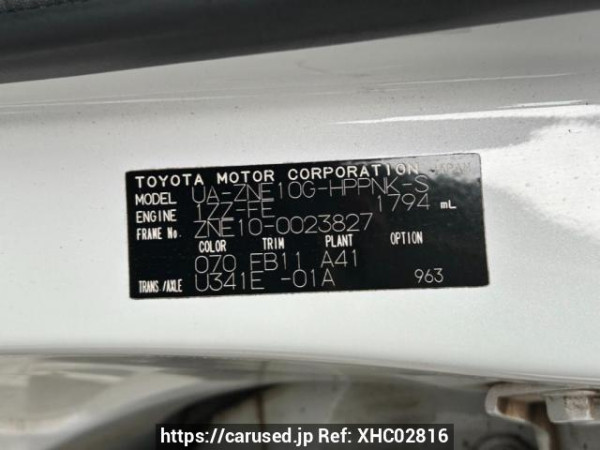 TOYOTA MOTOR CORPORATION JAPAN
MODEL UA-ZNE10G-HPPNK-S
ENGINE 1ZZ-FE 1794 mL
FRAME No. ZNE10-0023827
COLOR TRIM PLANT OPTION
070 FB11 A41
TRANS./AXLE U341E -01A 963
https://carused.jp Ref: XHC02816